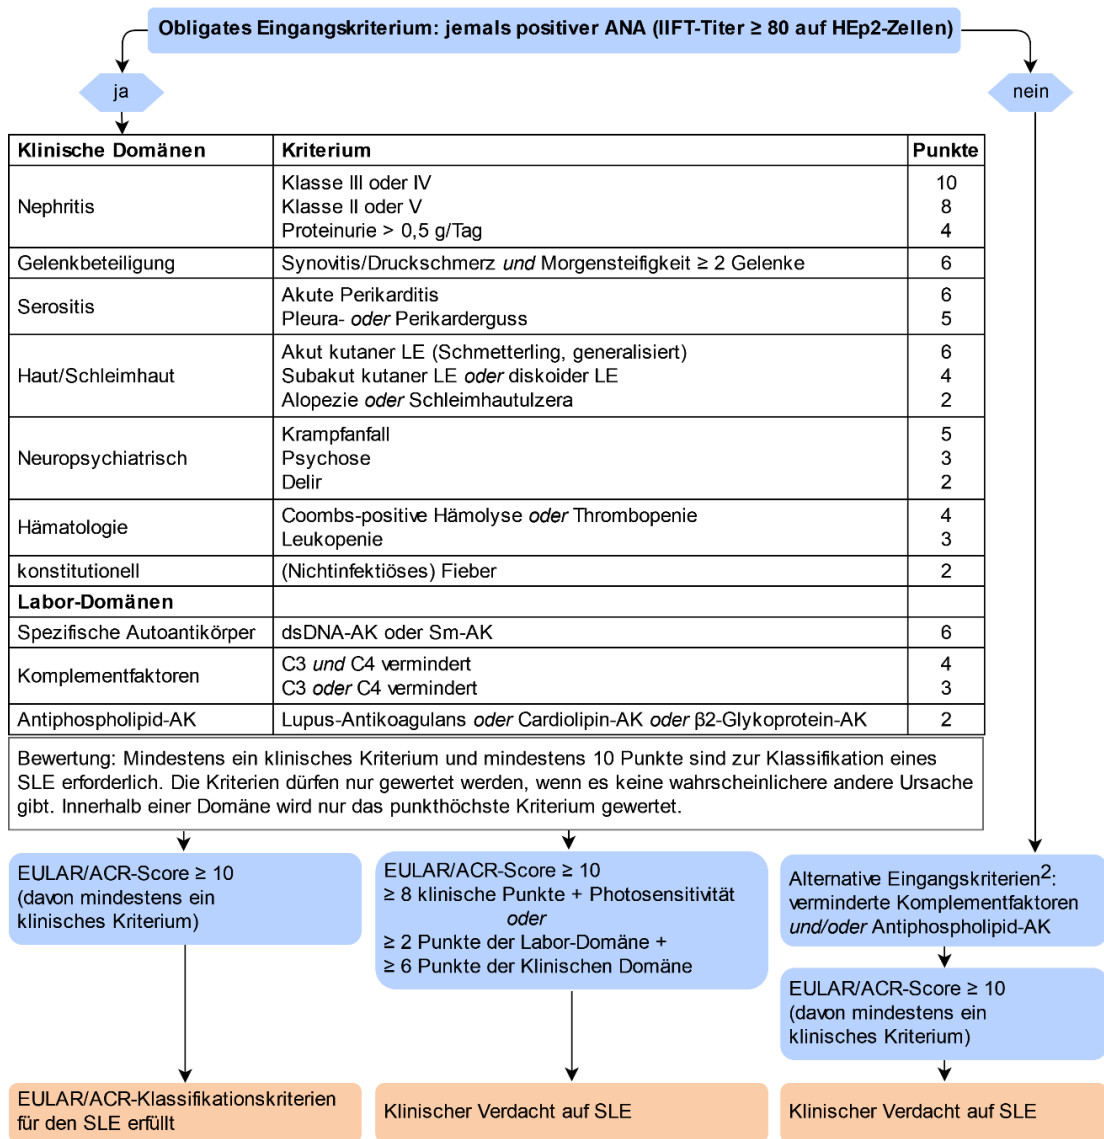 Obligates Eingangskriterium: jemals positiver ANA (IIFT-Titer ≥ 80 auf HEp2-Zellen)
ja
nein
Klinische Domänen Kriterium Punkte
Nephritis
Klasse III oder IV 10
Klasse II oder V 8
Proteinurie > 0,5 g/Tag 4
Gelenkbeteiligung Synovitis/Druckschmerz und Morgensteifigkeit ≥ 2 Gelenke 6
Serositis
Akute Perikarditis 6
Pleura- oder Perikarderguss 5
Haut/Schleimhaut
Akut kutaner LE (Schmetterling, generalisiert) 6
Subakut kutaner LE oder diskoider LE 4
Alopezie oder Schleimhautulzera 2
Neuropsychiatrisch
Krampfanfall 5
Psychose 3
Delir 2
Hämatologie
Coombs-positive Hämolyse oder Thrombopenie 4
Leukopenie 3
konstitutionell (Nichtinfektiöses) Fieber 2
Labor-Domänen
Spezifische Autoantikörper dsDNA-AK oder Sm-AK 6
Komplementfaktoren
C3 und C4 vermindert 4
C3 oder C4 vermindert 3
Antiphospholipid-AK Lupus-Antikoagulans oder Cardiolipin-AK oder β2-Glykoprotein-AK 2
Bewertung: Mindestens ein klinisches Kriterium und mindestens 10 Punkte sind zur Klassifikation eines
SLE erforderlich. Die Kriterien dürfen nur gewertet werden, wenn es keine wahrscheinlichere andere Ursache
gibt. Innerhalb einer Domäne wird nur das punkthöchste Kriterium gewertet.
EULAR/ACR-Score ≥ 10
(davon mindestens ein
klinisches Kriterium)
EULAR/ACR-Klassifikationskriterien
für den SLE erfüllt
EULAR/ACR-Score ≥ 10
≥ 8 klinische Punkte + Photosensitivität
oder
≥ 2 Punkte der Labor-Domäne +
≥ 6 Punkte der Klinischen Domäne
Klinischer Verdacht auf SLE
Alternative Eingangskriterien2:
verminderte Komplementfaktoren
und/oder Antiphospholipid-AK
EULAR/ACR-Score ≥ 10
(davon mindestens ein
klinisches Kriterium)
Klinischer Verdacht auf SLE